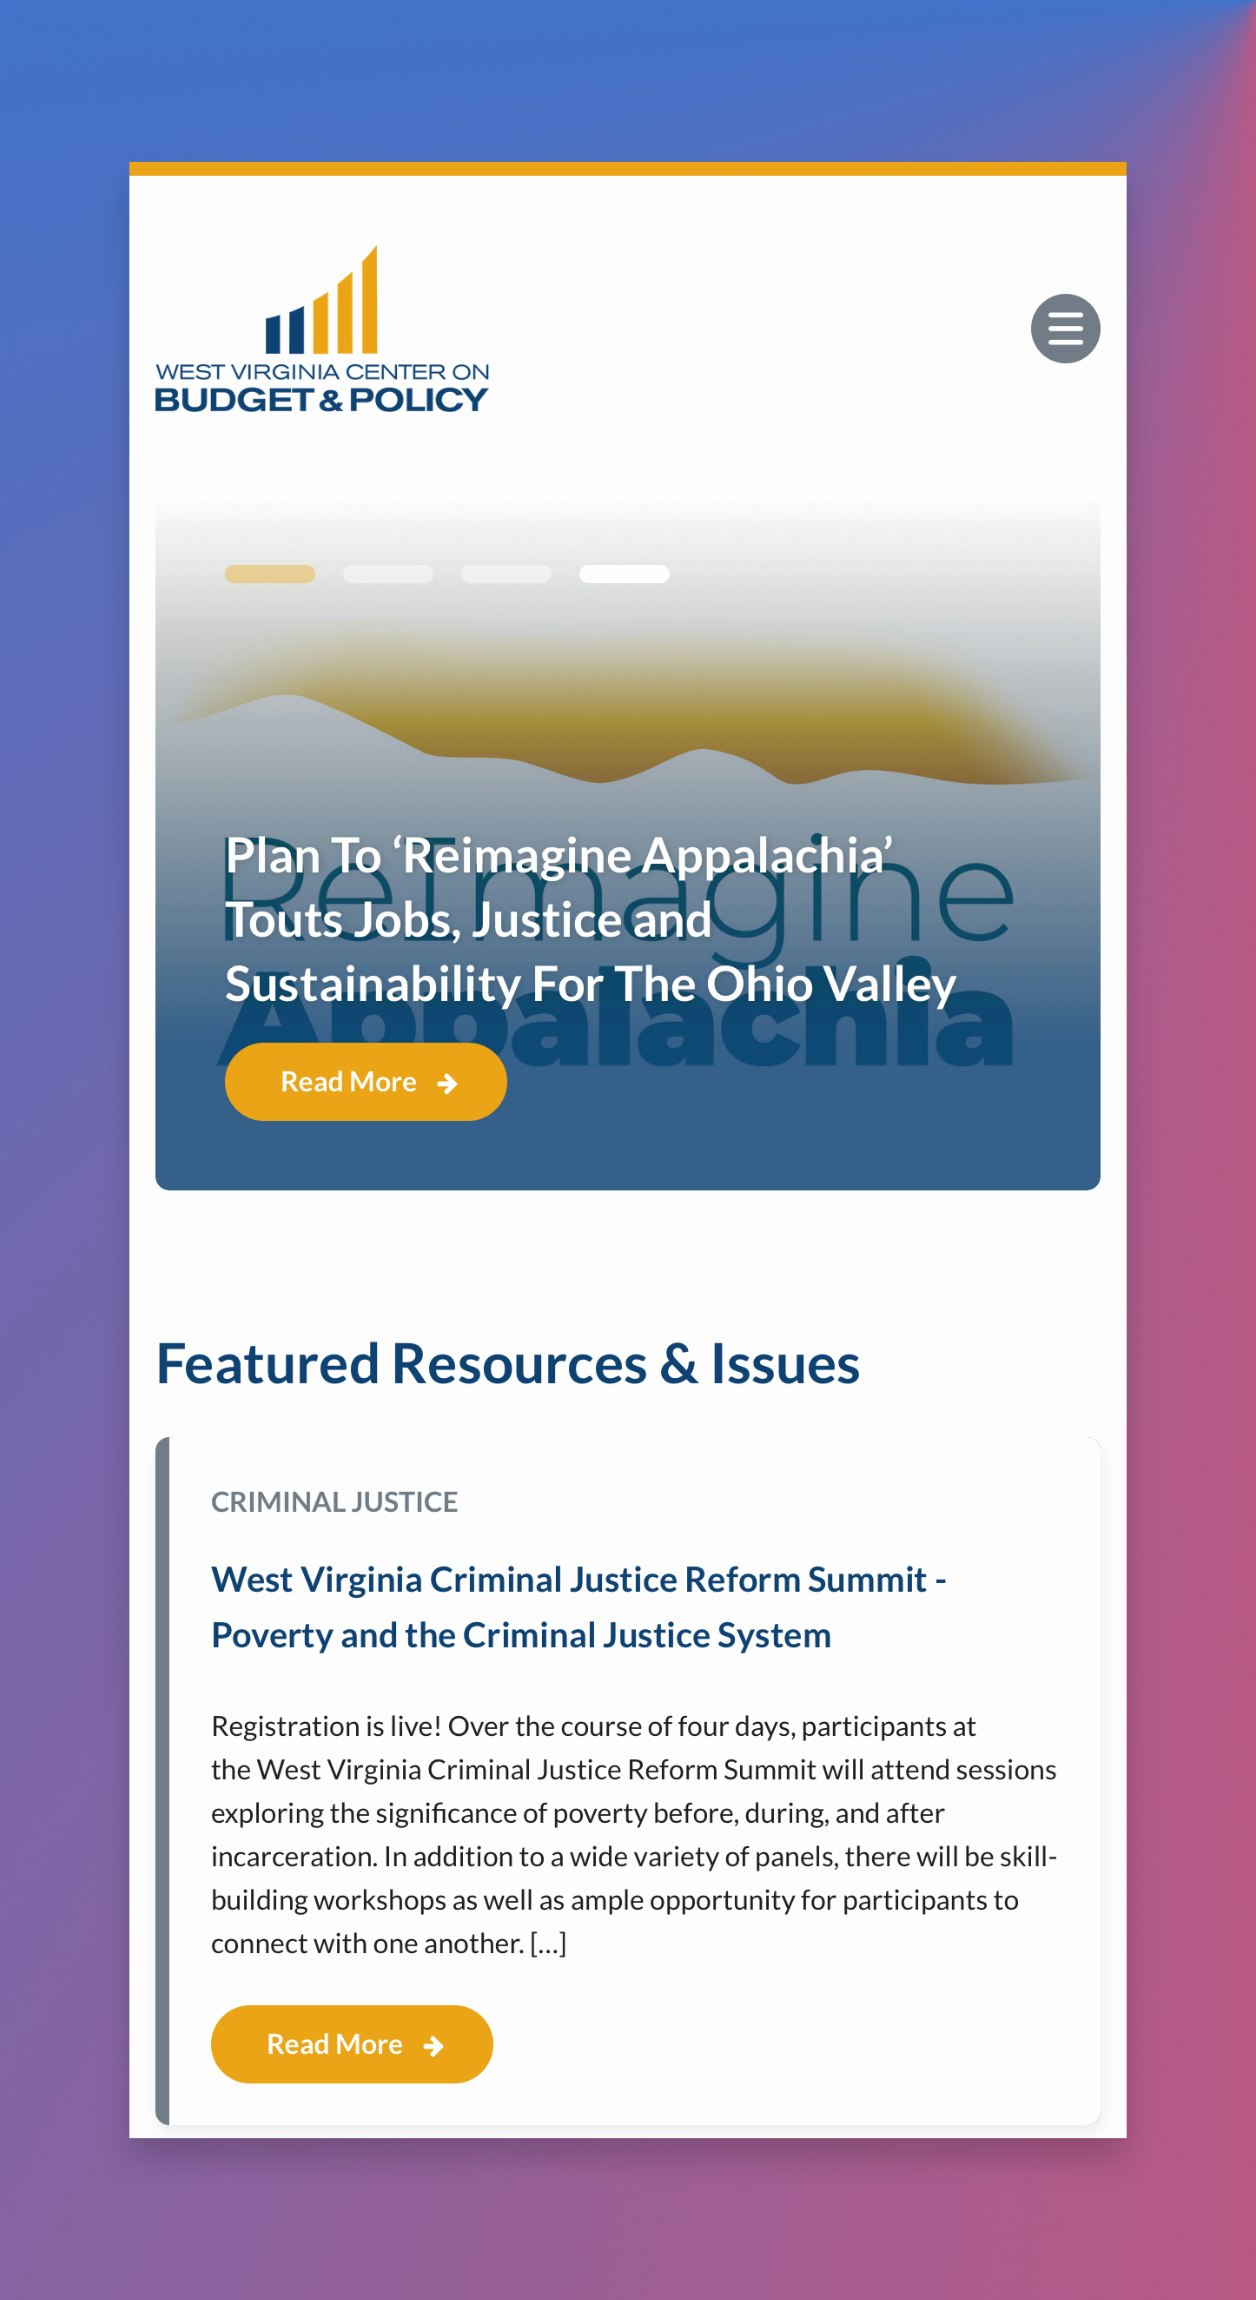 WEST VIRGINIA CENTER ON
BUDGET & POLICY
ReImagine
Appalachia
Plan To ‘Reimagine Appalachia’
Touts Jobs, Justice and
Sustainability For The Ohio Valley
Read More
Featured Resources & Issues
CRIMINAL JUSTICE
West Virginia Criminal Justice Reform Summit -
Poverty and the Criminal Justice System
Registration is live! Over the course of four days, participants at
the West Virginia Criminal Justice Reform Summit will attend sessions
exploring the significance of poverty before, during, and after
incarceration. In addition to a wide variety of panels, there will be skill-
building workshops as well as ample opportunity for participants to
connect with one another. […]
Read More